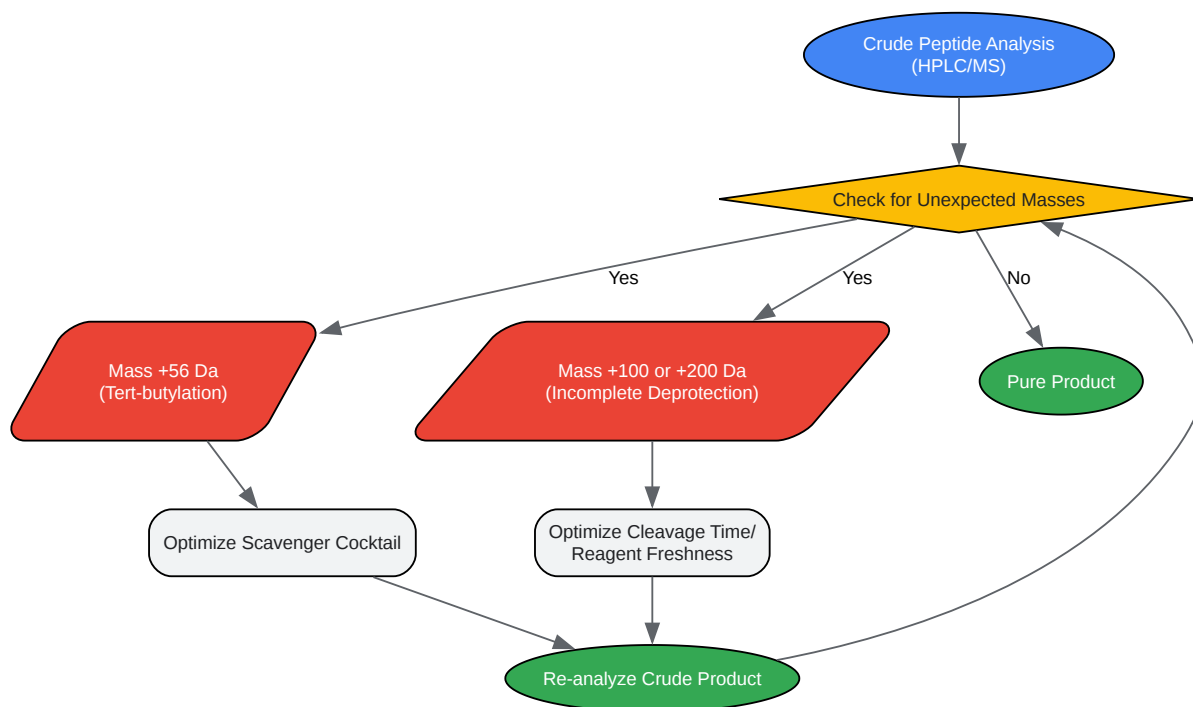 Crude Peptide Analysis
(HPLC/MS)
Check for Unexpected Masses
Yes
Yes
No
Mass +56 Da
(Tert-butylation)
Mass +100 or +200 Da
(Incomplete Deprotection)
Pure Product
Optimize Scavenger Cocktail
Optimize Cleavage Time/
Reagent Freshness
Re-analyze Crude Product